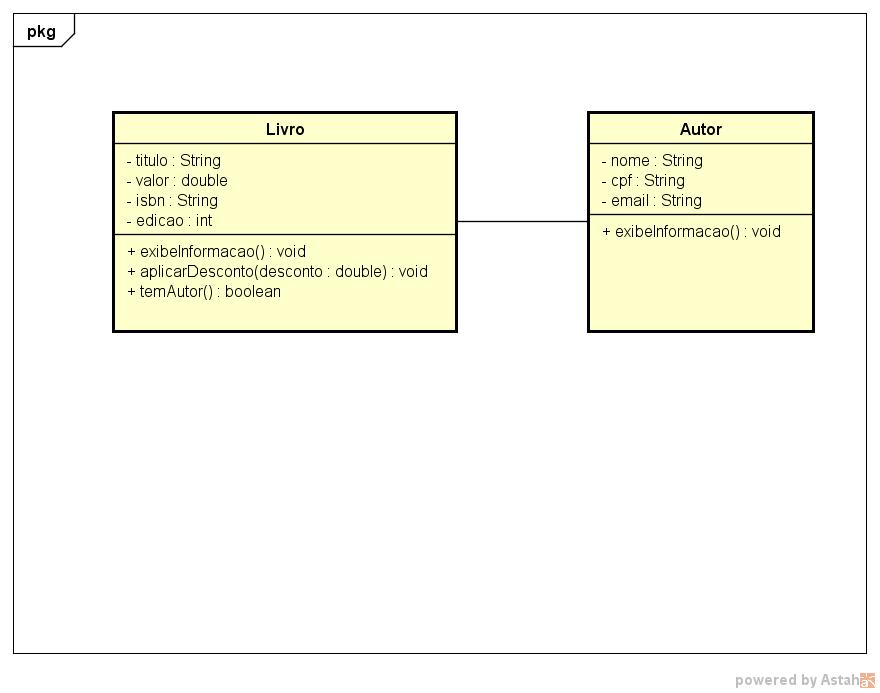 pkg
Livro
- titulo : String
- valor : double
- isbn : String
- edicao : int
+ exibeInformacao() : void
+ aplicarDesconto(desconto : double) : void
+ temAutor() : boolean
Autor
- nome : String
- cpf : String
- email : String
+ exibeInformacao() : void
powered by Astah